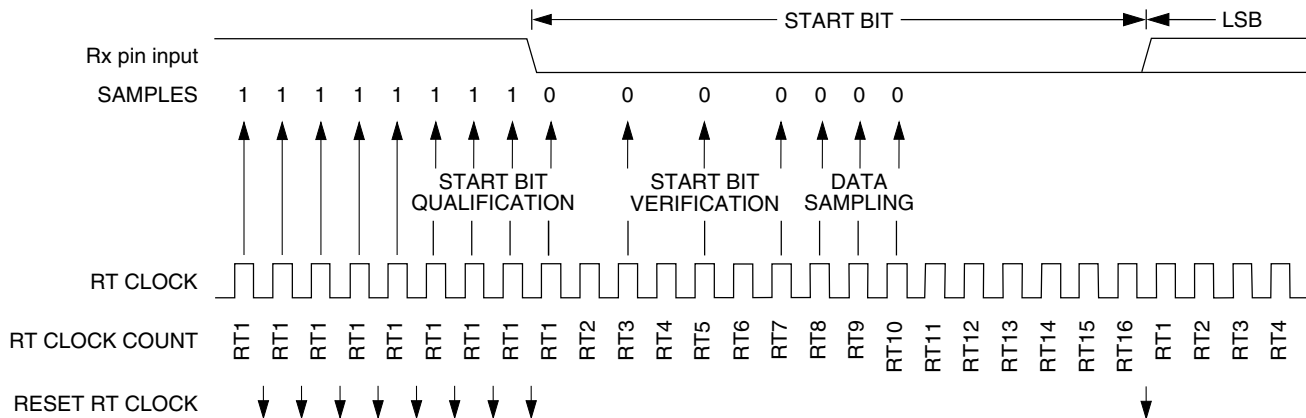 START BIT LSB
Rx pin input
SAMPLES 1 1 1 1 1 1 1 1 0 0 0 0 0 0 0
START BIT QUALIFICATION
START BIT VERIFICATION
DATA SAMPLING
RT CLOCK
RT CLOCK COUNT RT1 RT1 RT1 RT1 RT1 RT1 RT1 RT1 RT1 RT2 RT3 RT4 RT5 RT6 RT7 RT8 RT9 RT10 RT11 RT12 RT13 RT14 RT15 RT16 RT1 RT2 RT3 RT4
RESET RT CLOCK